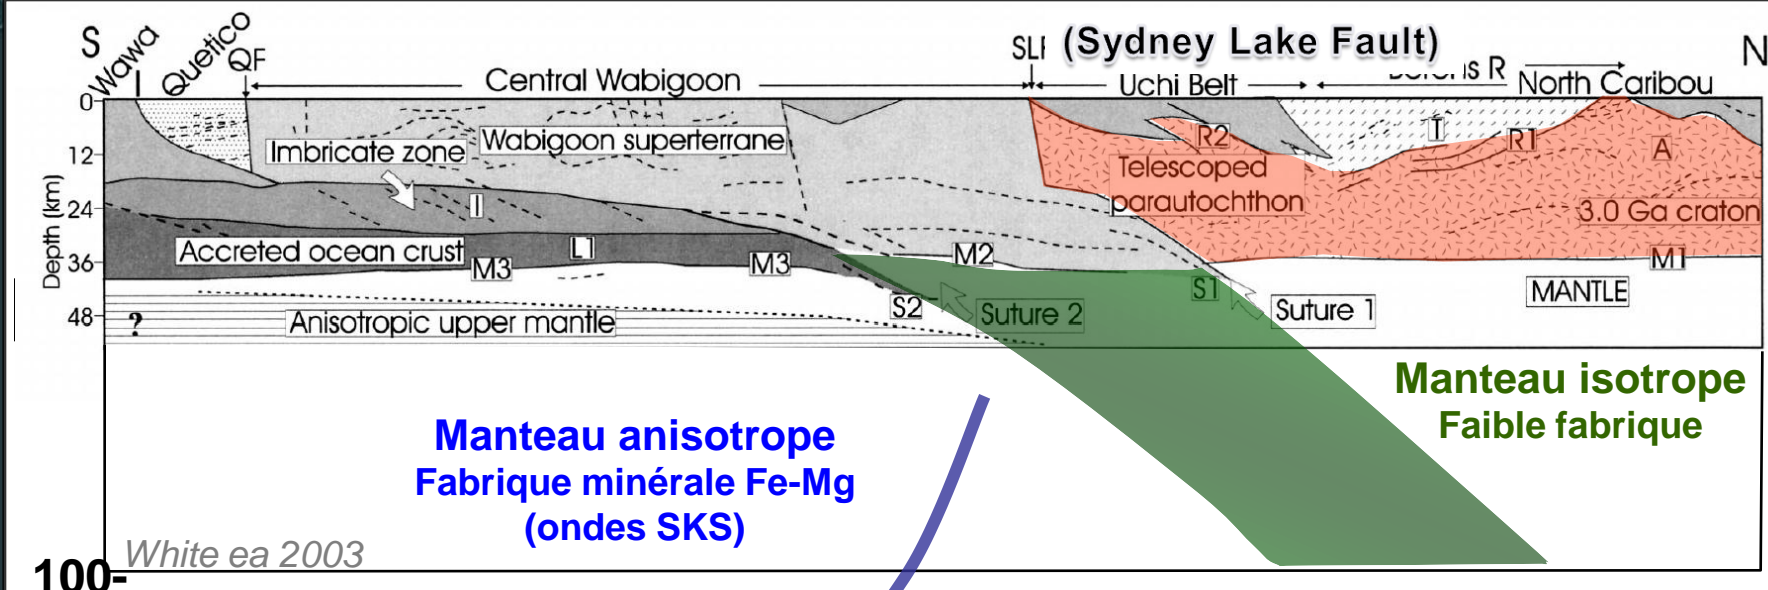 S
Wawa
Quetico
QF
Central Wabigoon
SLF
(Sydney Lake Fault)
Uchi Belt
North Caribou
N
0
12
24
36
48
Depth (km)
Imbricate zone
Wabigoon superterrane
I
Accreted ocean crust
L1
M3
M3
M2
S2
Suture 2
S1
Suture 1
R2
Telescoped
parautochthon
T
R1
A
3.0 Ga craton
M1
MANTLE
?
Anisotropic upper mantle
Manteau anisotrope
Fabrique minérale Fe-Mg
(ondes SKS)
Manteau isotrope
Faible fabrique
White ea 2003
100-